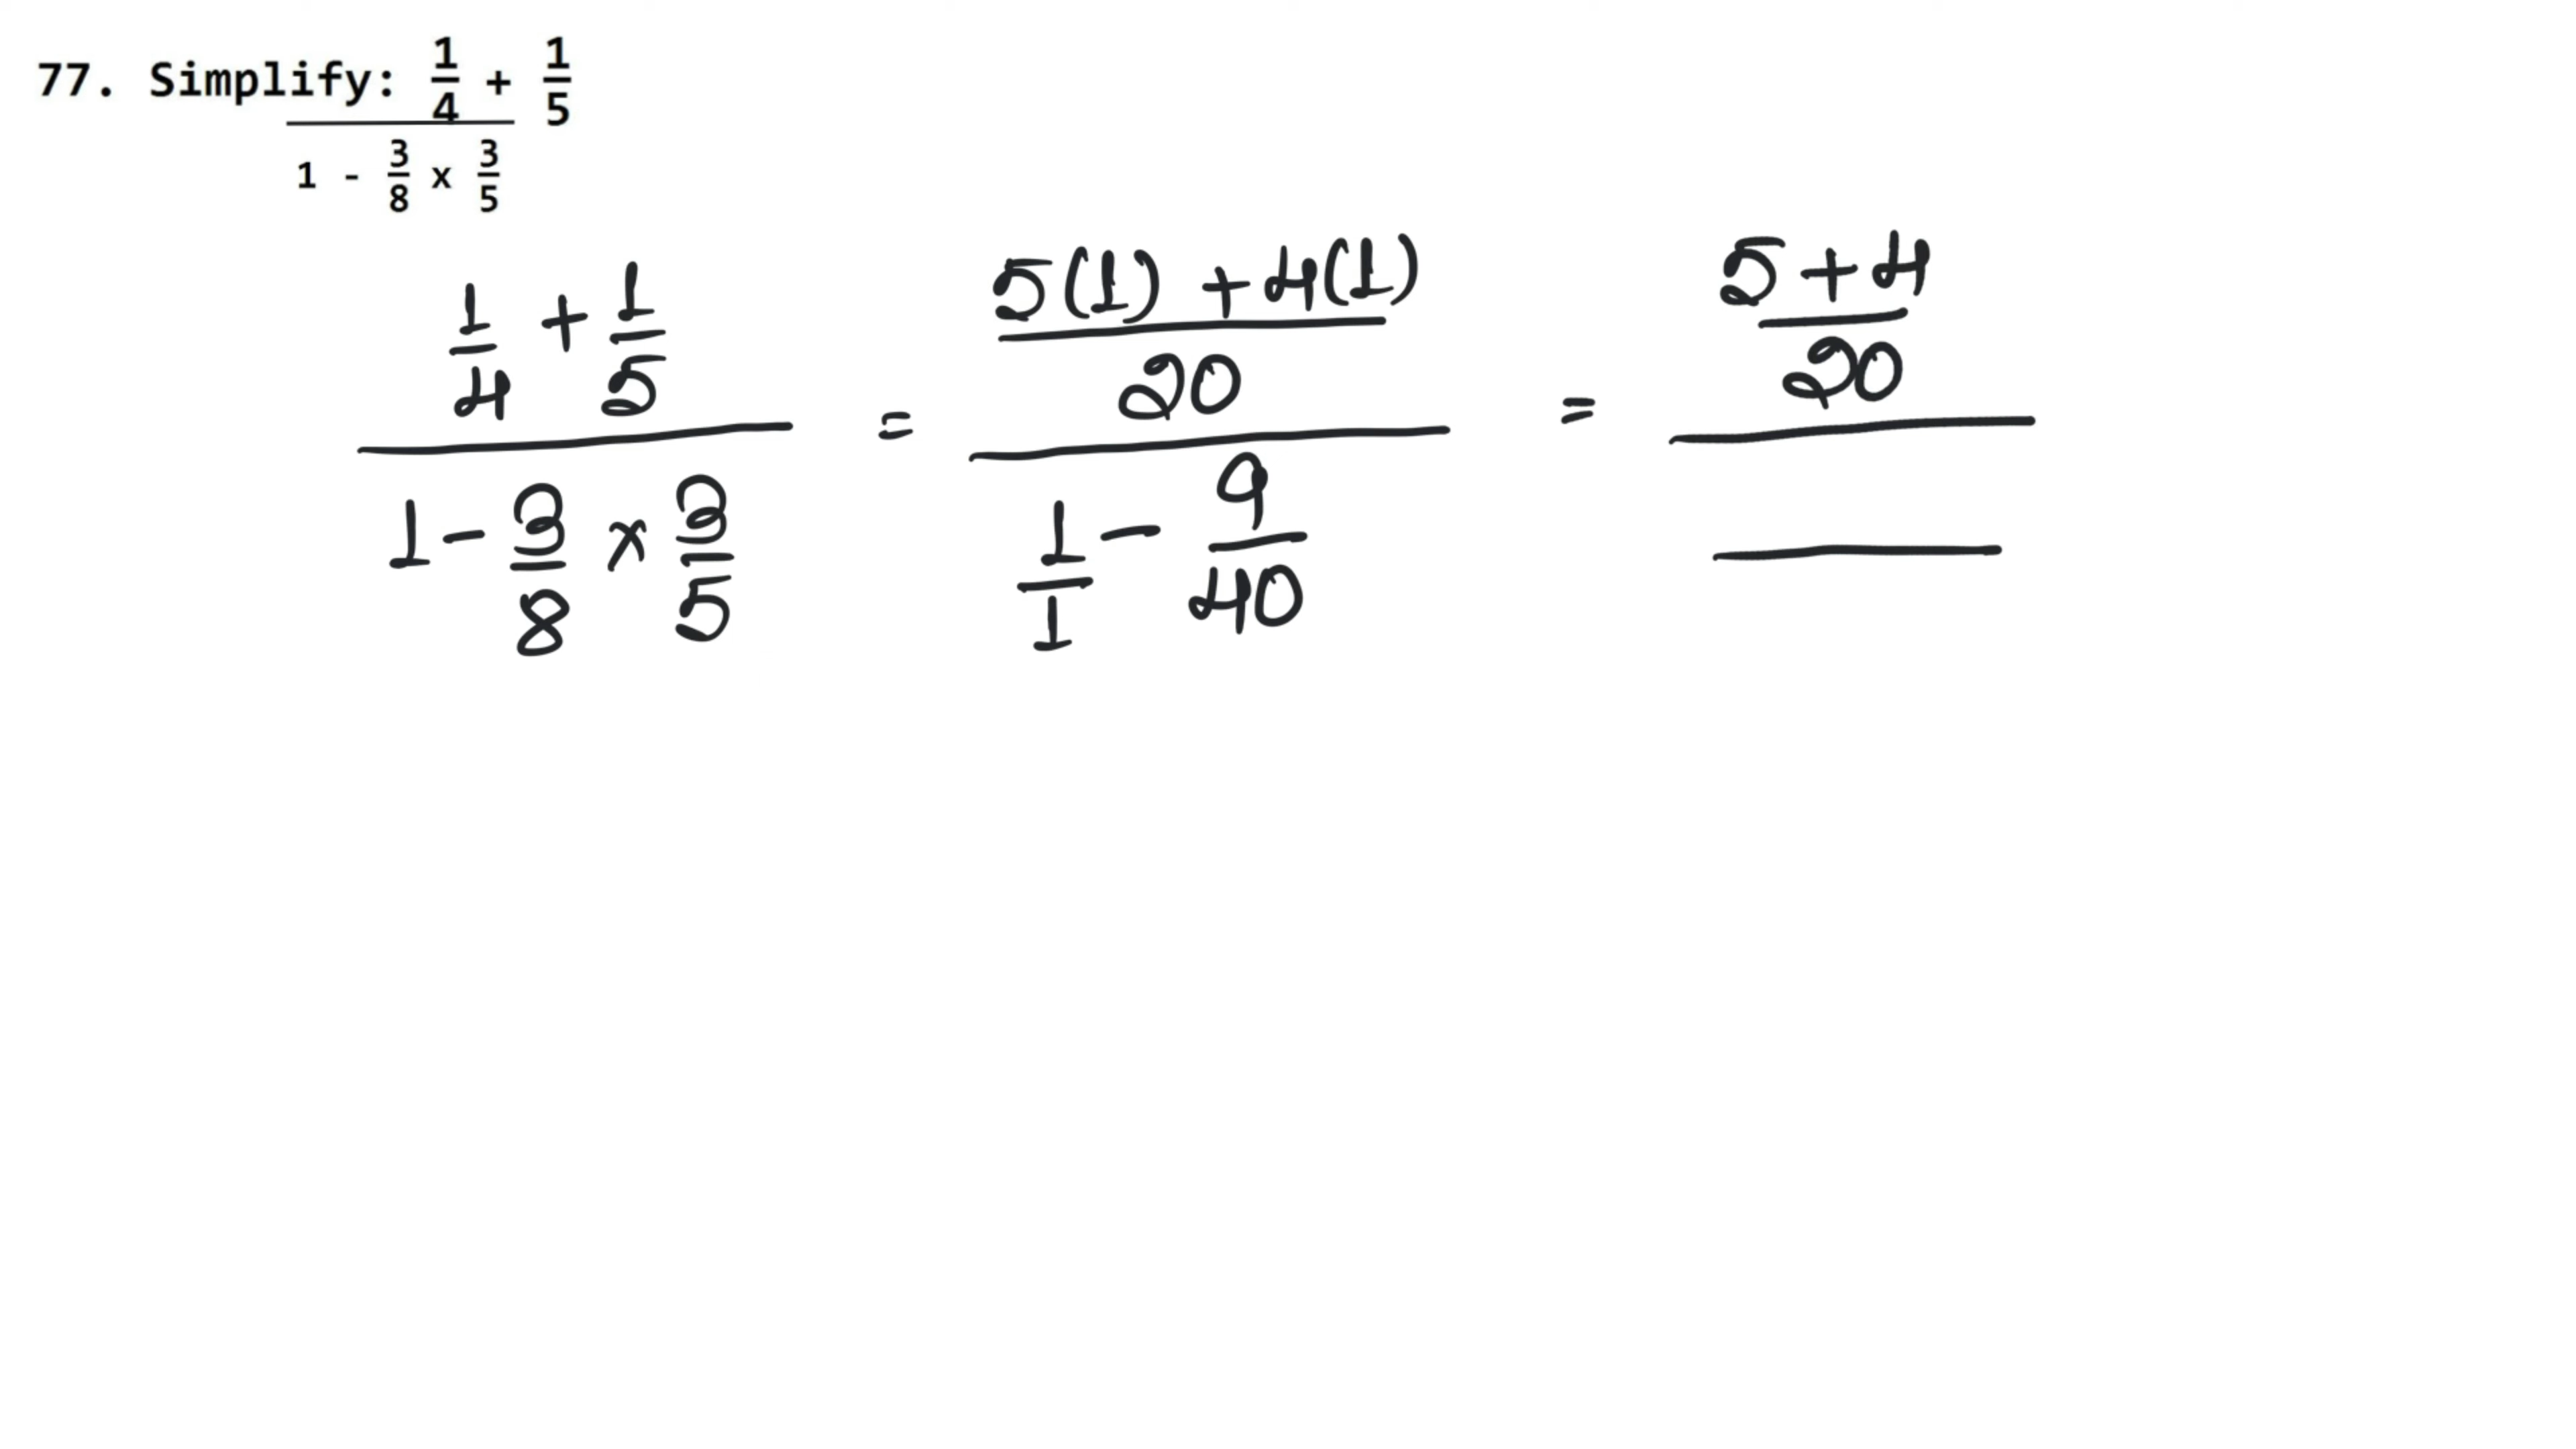 77. Simplify: 1/4 + 1/5
1 - 3/8 x 3/5
1/4 + 1/5 = 5(1) + 4(1)/20 = 5 + 4/20
1 - 3/8 x 3/5 1/1 - 9/40